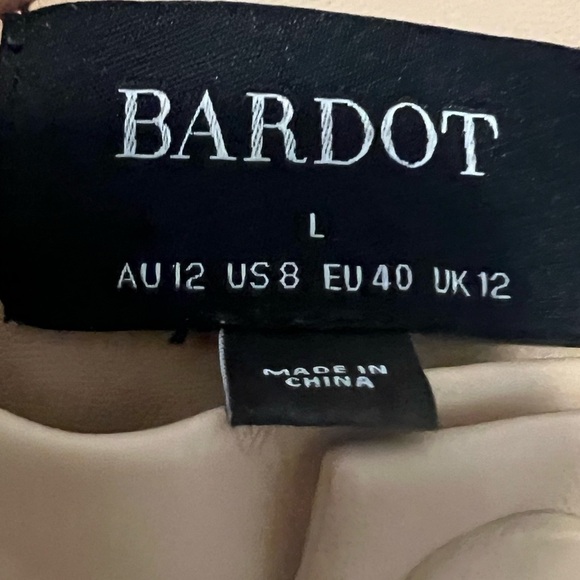 BARDOT
L
AU 12 US 8 EU 40 UK 12
MADE IN
CHINA